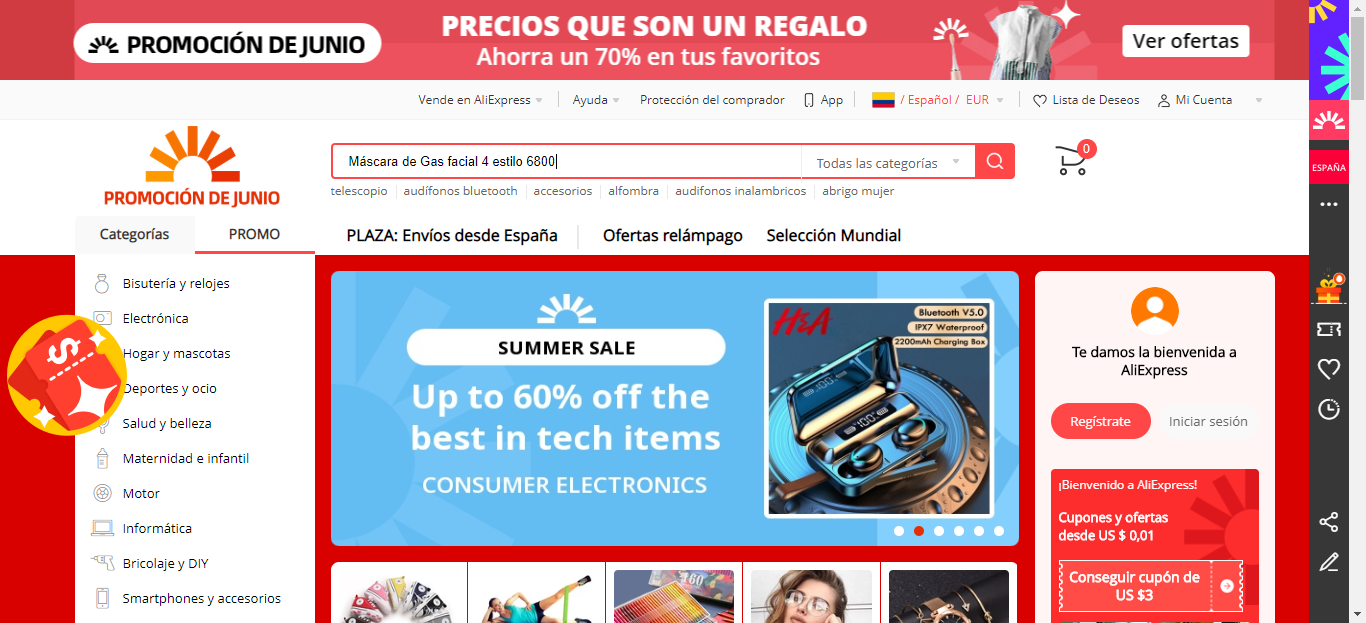 PROMOCIÓN DE JUNIO
PRECIOS QUE SON UN REGALO
Ahorra un 70% en tus favoritos
Ver ofertas
Vende en AliExpress
Ayuda
Protección del comprador
App
/ Español / EUR
Lista de Deseos
Mi Cuenta
PROMOCIÓN DE JUNIO
Máscara de Gas facial 4 estilo 6800
Todas las categorías
0
telescopio
audífonos bluetooth
accesorios
alfombra
audifonos inalambricos
abrigo mujer
ESPAÑA
Categorías
PROMO
PLAZA: Envíos desde España
Ofertas relámpago
Selección Mundial
Bisutería y relojes
Electrónica
Hogar y mascotas
Deportes y ocio
Salud y belleza
Maternidad e infantil
Motor
Informática
Bricolaje y DIY
Smartphones y accesorios
$
SUMMER SALE
Up to 60% off the
best in tech items
CONSUMER ELECTRONICS
H&A
Bluetooth V5.0
IPX7 Waterproof
2200mAh Charging Box
Te damos la bienvenida a
AliExpress
Regístrate
Iniciar sesión
¡Bienvenido a AliExpress!
Cupones y ofertas
desde US $ 0,01
Conseguir cupón de
US $3
160